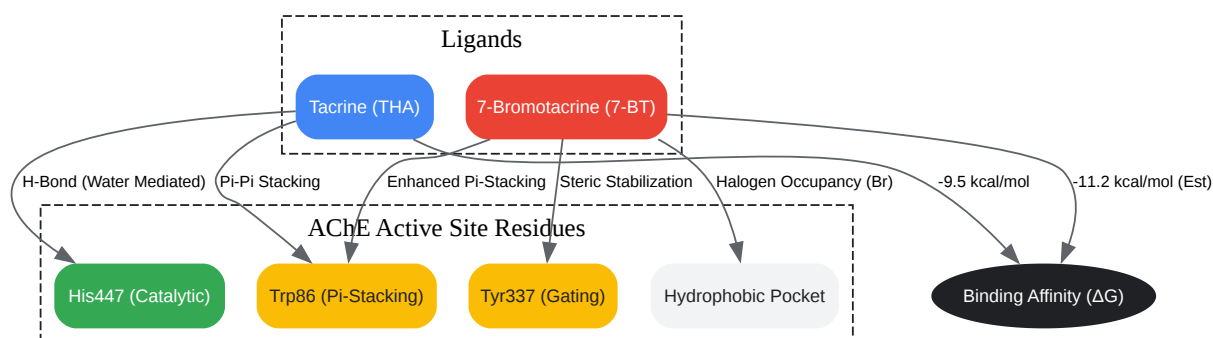 Ligands
Tacrine (THA)
7-Bromotacrine (7-BT)
H-Bond (Water Mediated)
Pi-Pi Stacking
Enhanced Pi-Stacking
Steric Stabilization
Halogen Occupancy (Br)
-9.5 kcal/mol
-11.2 kcal/mol (Est)
AChE Active Site Residues
His447 (Catalytic)
Trp86 (Pi-Stacking)
Tyr337 (Gating)
Hydrophobic Pocket
Binding Affinity (ΔG)